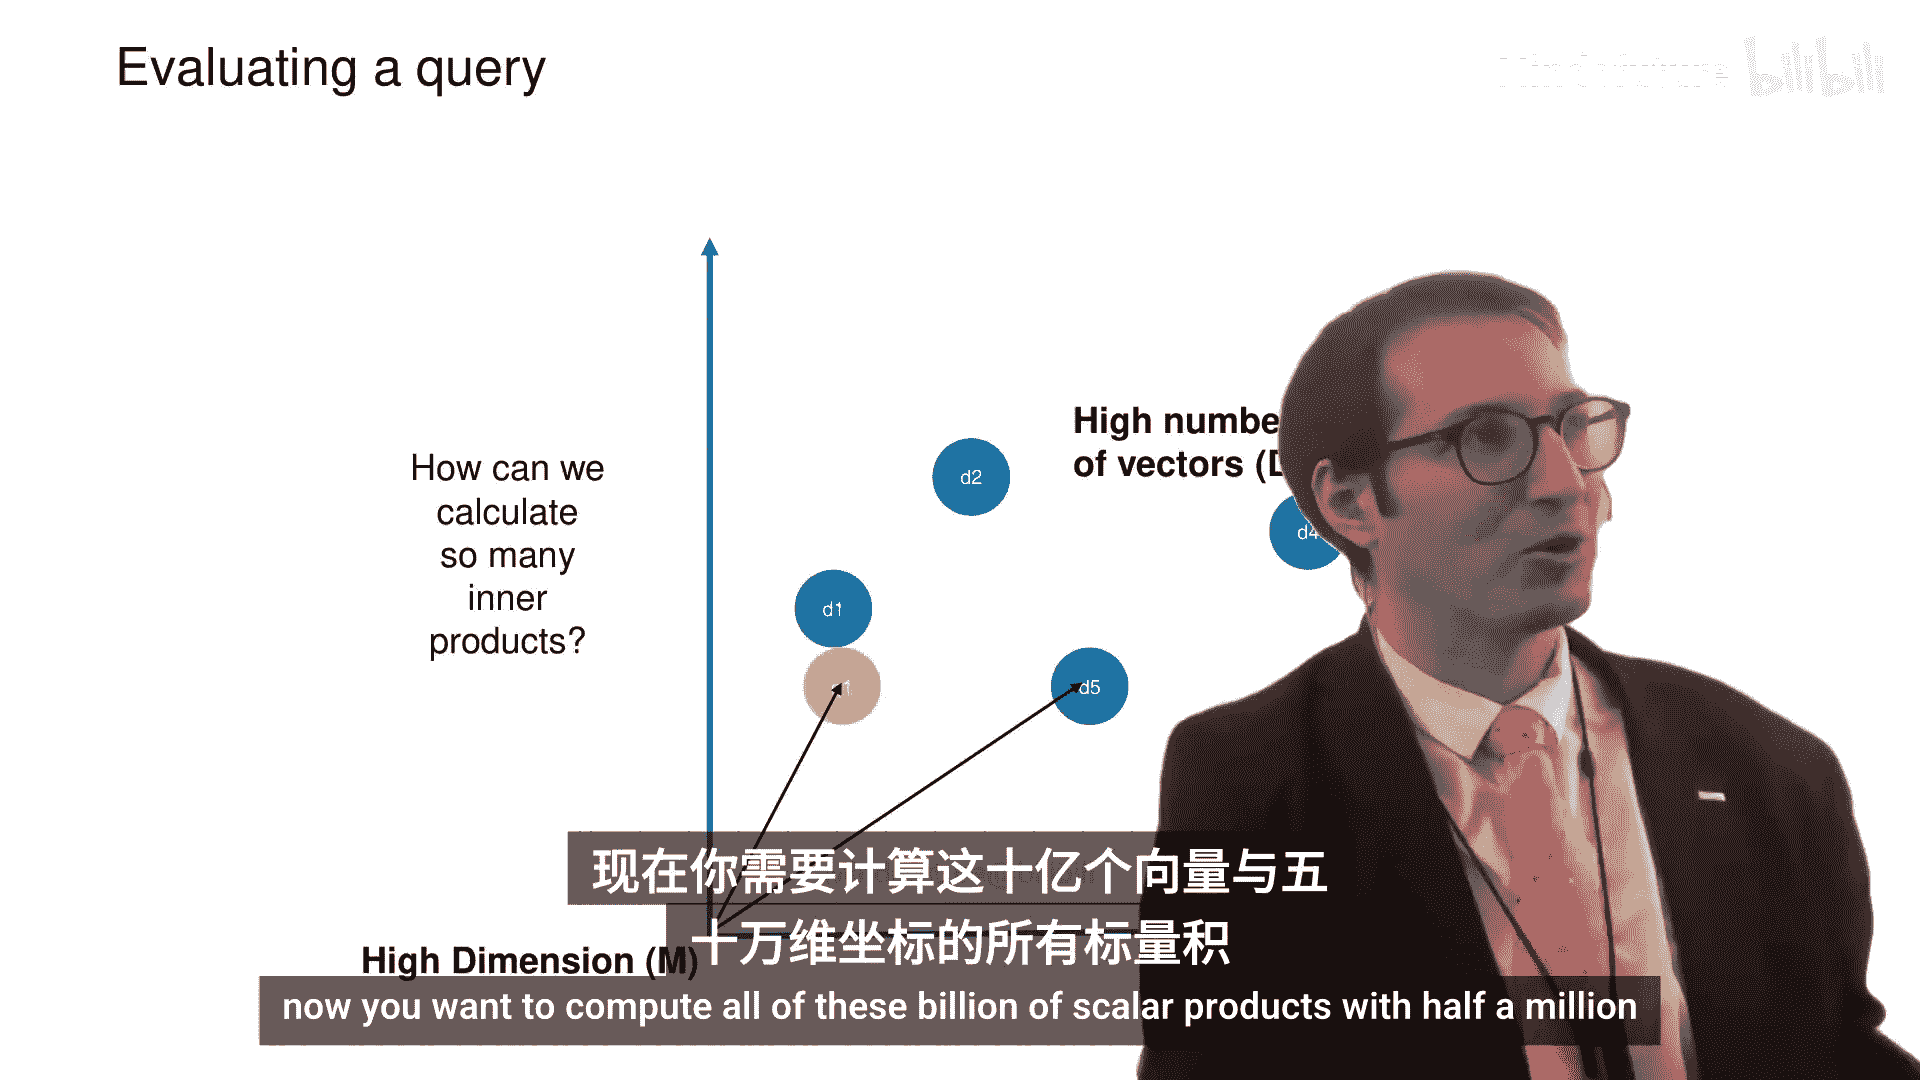 Evaluating a query
bilibili
High numbe
of vectors (D
How can we
calculate
so many
inner
products?
d2
d4
d1
d5
现在你需要计算这十亿个向量与五
十万维坐标的所有标量积
High Dimension (M)
now you want to compute all of these billion of scalar products with half a million